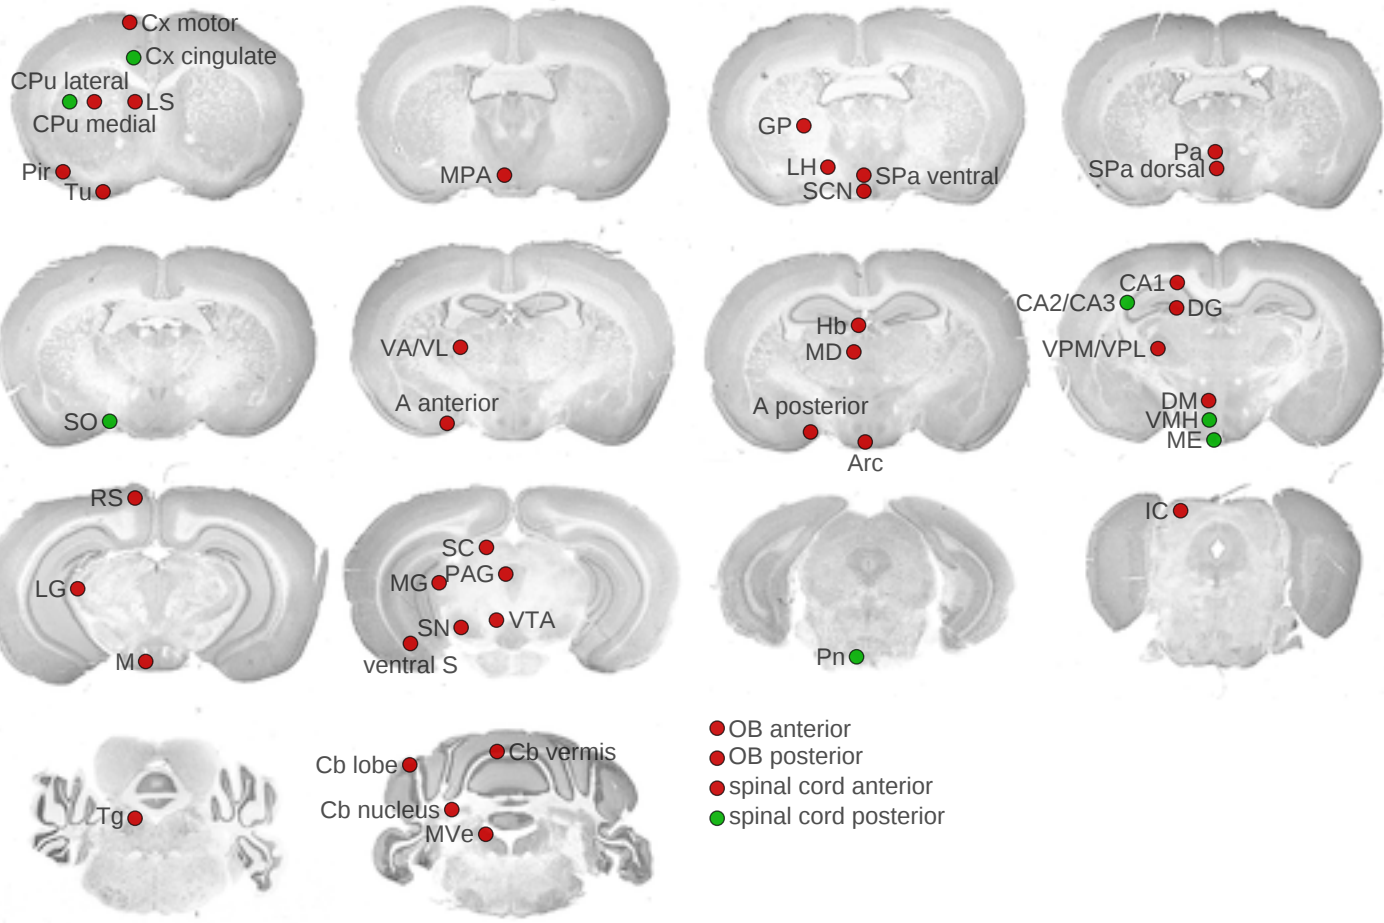 Cx motor
Cx cingulate
CPu lateral
LS
CPu medial
Pir
Tu
MPA
GP
LH
SPa ventral
SCN
Pa
SPa dorsal
SO
VA/VL
A anterior
Hb
MD
A posterior
Arc
CA1
CA2/CA3
DG
VPM/VPL
DM
VMH
ME
RS
LG
M
SC
MG
PAG
SN
VTA
ventral S
Pn
IC
Tg
Cb lobe
Cb vermis
Cb nucleus
MVe
OB anterior
OB posterior
spinal cord anterior
spinal cord posterior